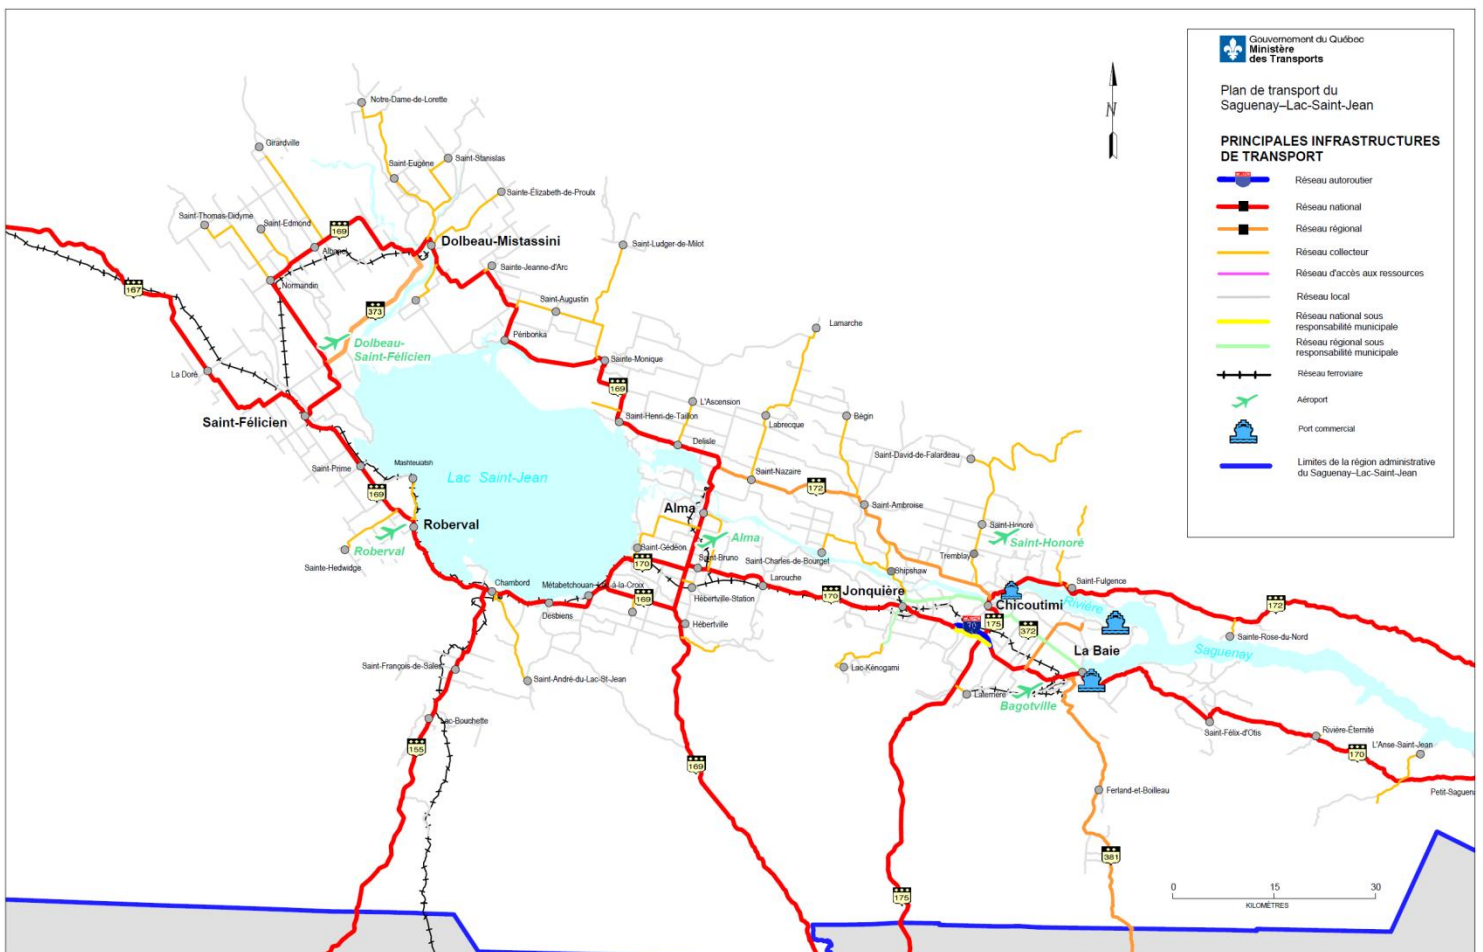 Gouvernement du Québec
Ministère
des Transports
Plan de transport du
Saguenay–Lac-Saint-Jean
PRINCIPALES INFRASTRUCTURES
DE TRANSPORT
Réseau autoroutier
Réseau national
Réseau régional
Réseau collecteur
Réseau d'accès aux ressources
Réseau local
Réseau national sous
responsabilité municipale
Réseau régional sous
responsabilité municipale
Réseau ferroviaire
Aéroport
Port commercial
Limites de la région administrative
du Saguenay–Lac-Saint-Jean
N
Notre-Dame-de-Lorette
Girardville
Saint-Eugène
Saint-Stanislas
Sainte-Élizabeth-de-Proulx
Saint-Thomas-Didyme
Saint-Edmond
169
Albanel
Dolbeau-Mistassini
Saint-Ludger-de-Milot
Sainte-Jeanne-d'Arc
167
Normandin
Saint-Augustin
373
Lamarche
Péribonka
Dolbeau-
Saint-Félicien
Sainte-Monique
La Doré
169
L'Ascension
Saint-Félicien
Saint-Henri-de-Taillon
Labrecque
Bégin
Delisle
Saint-David-de-Falardeau
Saint-Prime
Mashteuiatsh
Lac Saint-Jean
Saint-Nazaire
172
169
Saint-Ambroise
Alma
Roberval
Saint-Honoré
Alma
Saint-Honoré
Roberval
Saint-Gédéon
Tremblay
Sainte-Hedwidge
170
Saint-Bruno
Saint-Charles-de-Bourget
Shipshaw
Chambord
Métabetchouan-Lac-à-la-Croix
Larouche
Jonquière
Saint-Fulgence
Hébertville-Station
170
Rivière
172
Desbiens
169
Chicoutimi
Hébertville
70
175
372
Sainte-Rose-du-Nord
La Baie
Saguenay
Saint-François-de-Sales
Lac-Kénogami
Saint-André-du-Lac-St-Jean
Laterrière
Bagotville
Lac-Bouchette
Saint-Félix-d'Otis
Rivière-Éternité
155
L'Anse-Saint-Jean
170
169
Ferland-et-Boilleau
Petit-Saguena
381
175
0 15 30
KILOMÈTRES